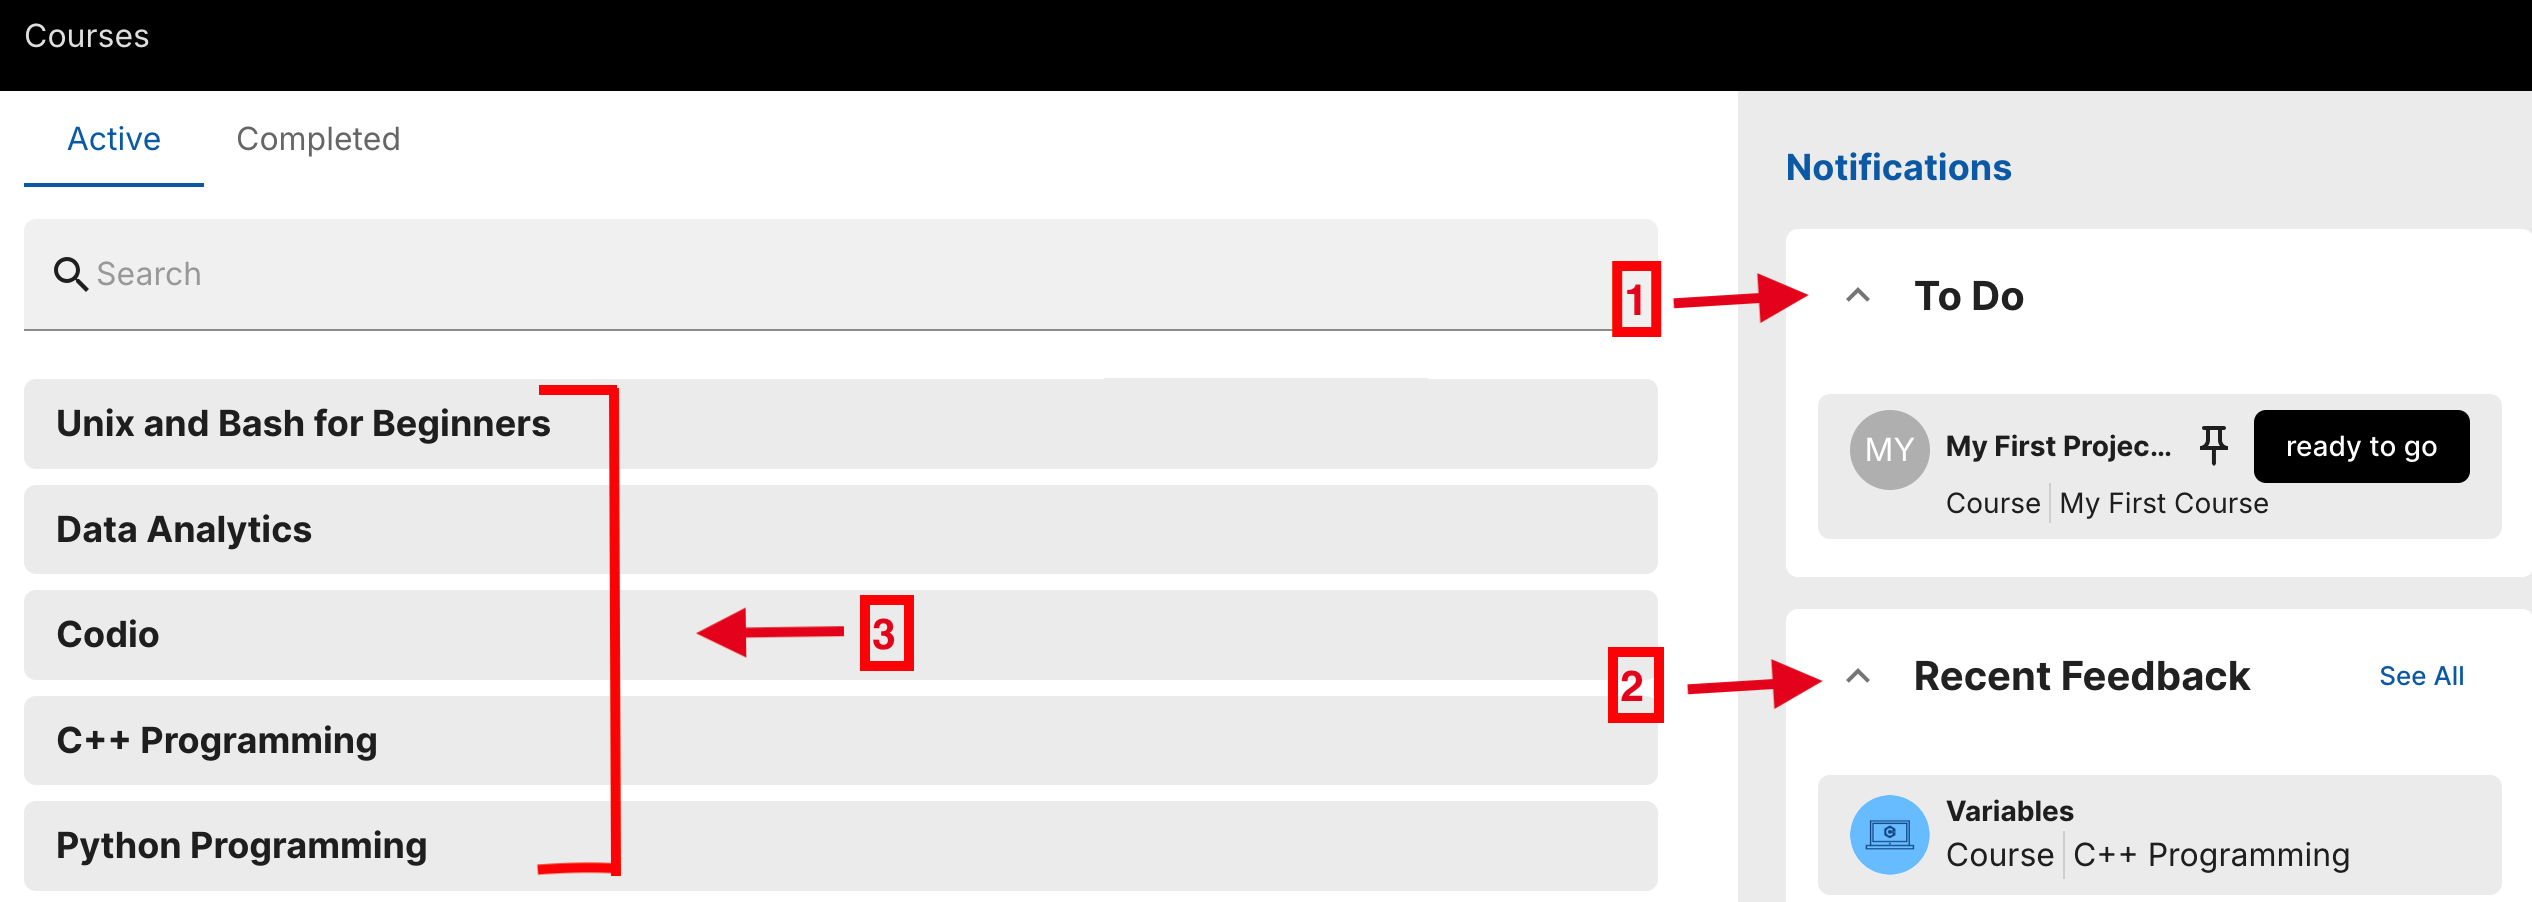 Courses
Active Completed
Search
Unix and Bash for Beginners
Data Analytics
Codio
C++ Programming
Python Programming
3
Notifications
1
To Do
MY
My First Projec...
ready to go
Course | My First Course
2
Recent Feedback
See All
Variables
Course | C++ Programming